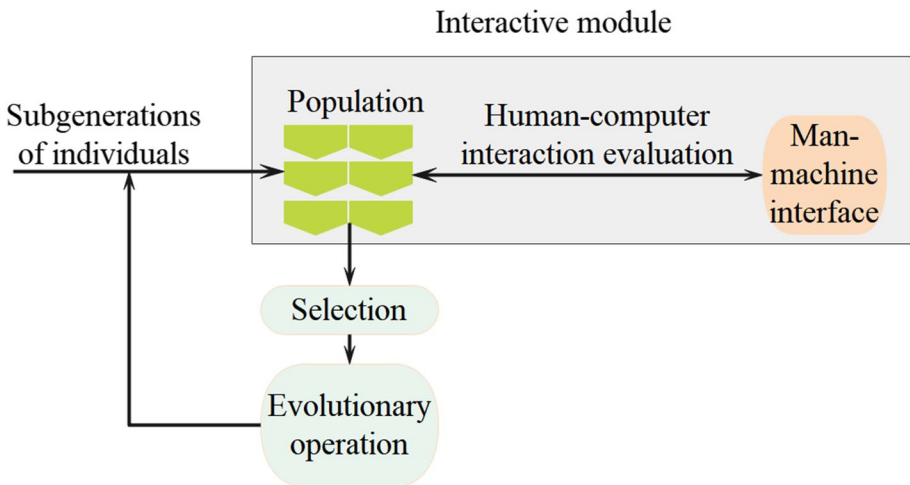 Interactive module
Subgenerations
of individuals
Population
Human-computer
interaction evaluation
Man-
machine
interface
Selection
Evolutionary
operation